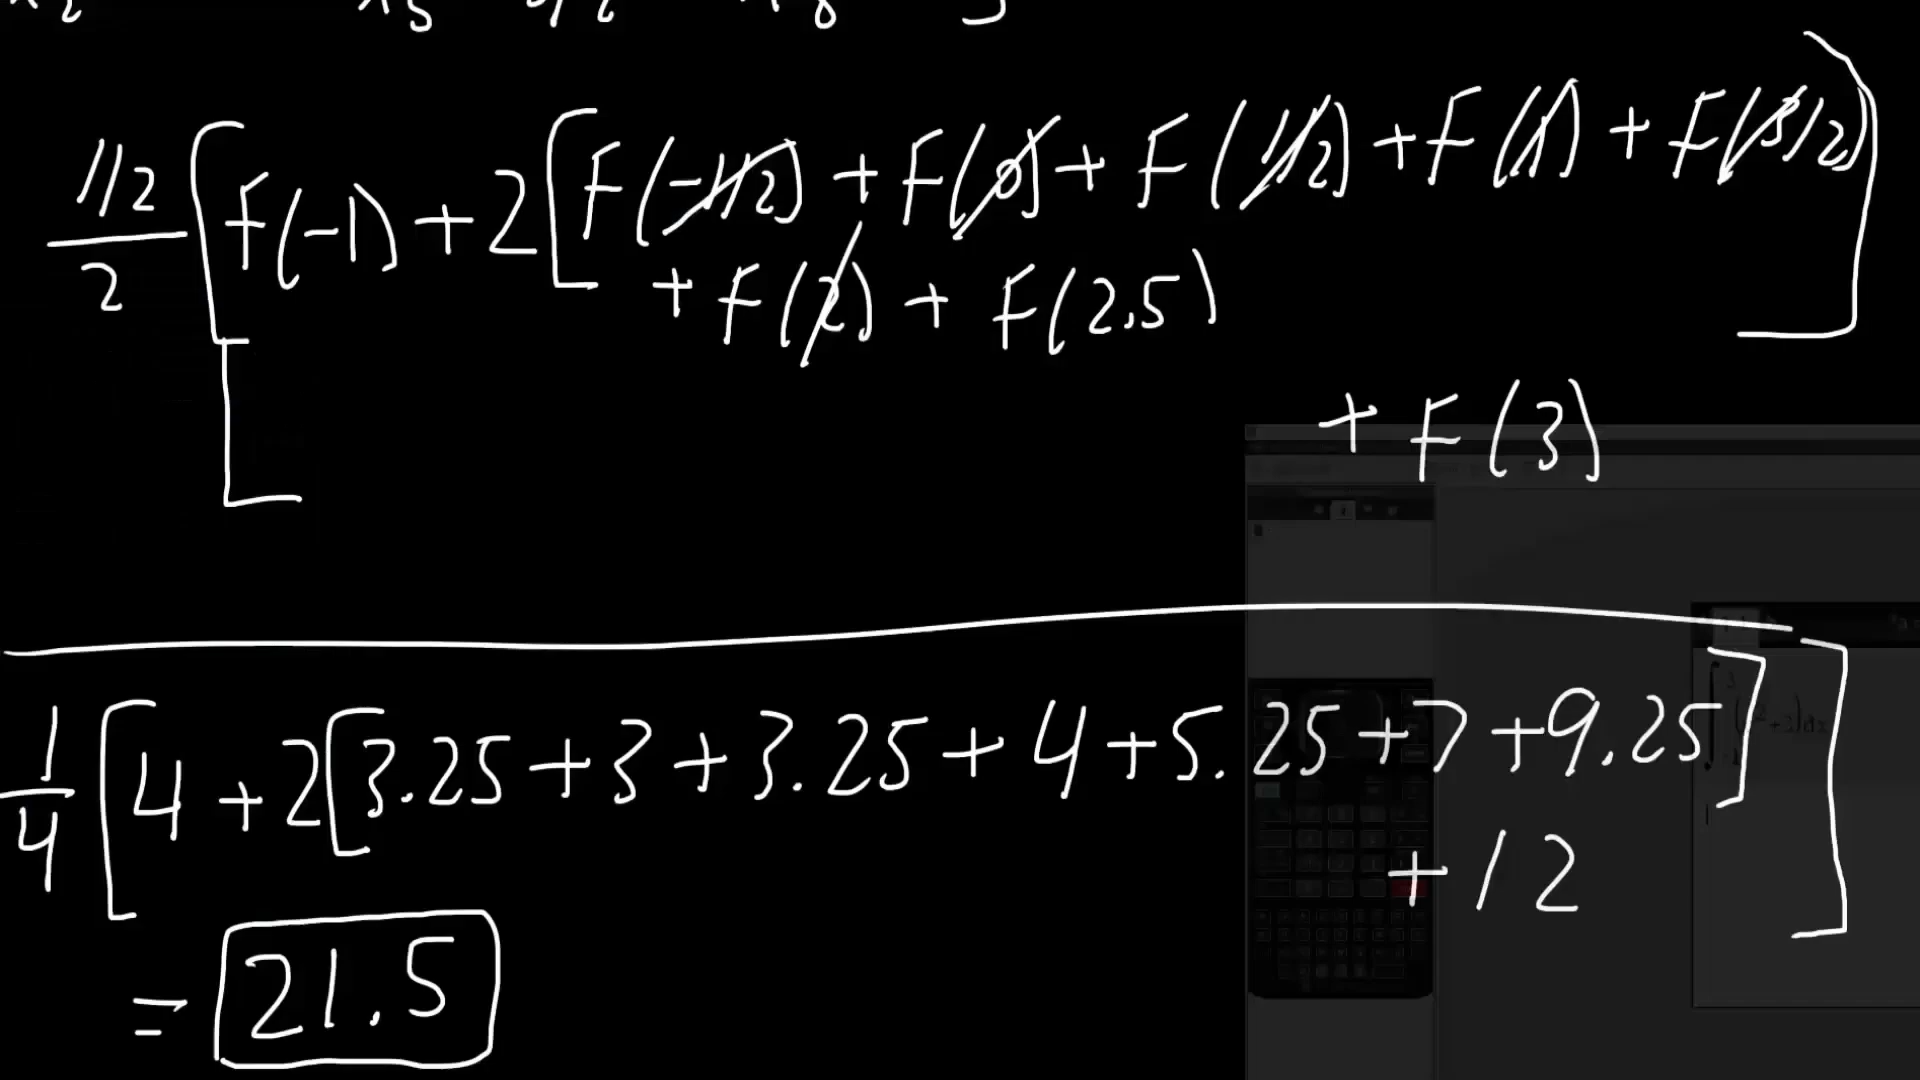 1/2 / 2 [F(-1) + 2[F(-1/2) + F(0) + F(1/2) + F(1) + F(3/2)
+ F(2) + F(2.5)]
+ F(3)
1/4 [4 + 2[3.25 + 3 + 3.25 + 4 + 5.25 + 7 + 9.25]
+ 12]
= 21.5